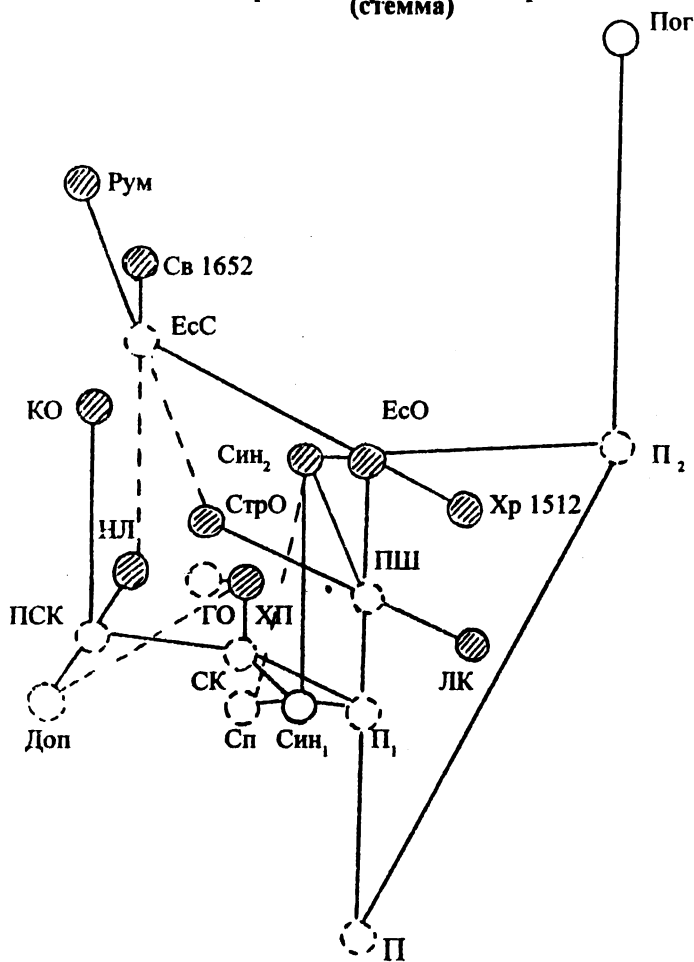 (стемма)
Пог
Рум
Св 1652
ЕсС
КО
ЕсО
Син₂
П₂
СтрО
Хр 1512
НЛ
ПШ
ПСК
ГО
ХП
СК
ЛК
Доп
Сп
Син₁
П₁
П